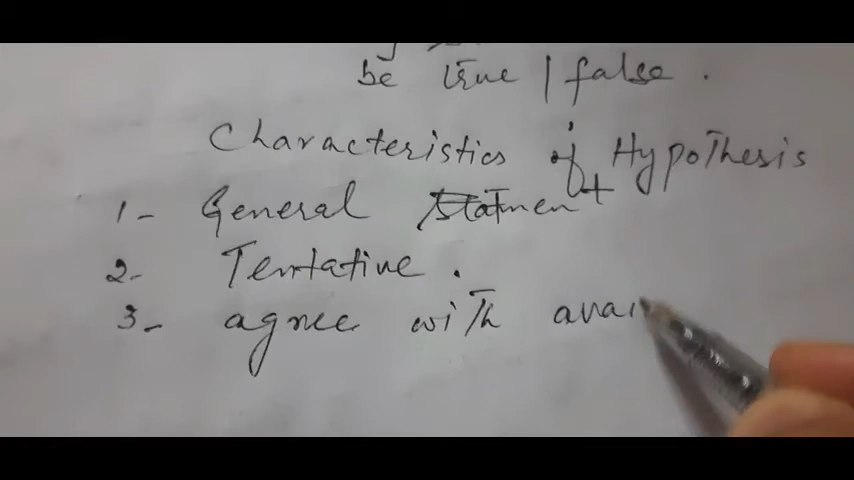 be true / false .
Characteristics of Hypothesis
1- General Statment
2- Tentative .
3- agree with avai